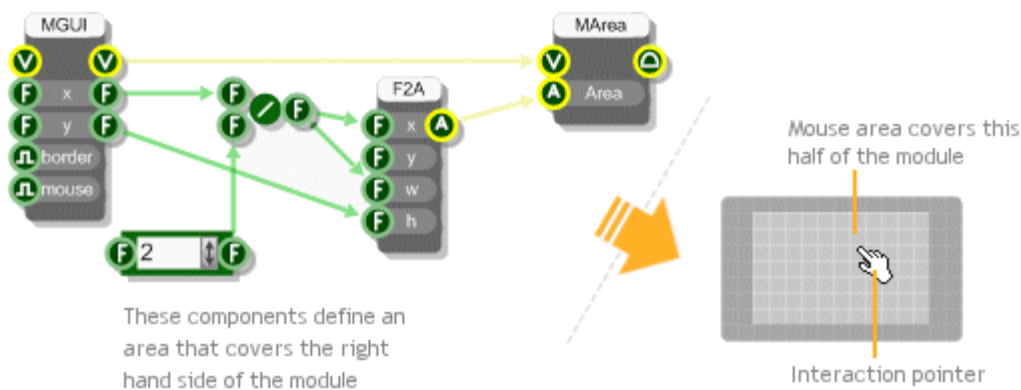 MGUI
V
V
F
x
F
F
y
F
border
mouse
F
2
F
F
F
F
F2A
F
x
A
F
y
F
w
F
h
MArea
V
A
Area
These components define an
area that covers the right
hand side of the module
Mouse area covers this
half of the module
Interaction pointer